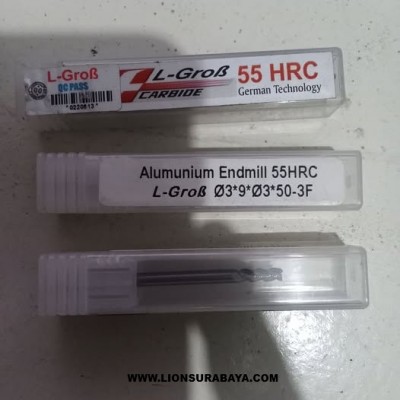 L-Groß
QC PASS
*0220612*
L-Groß
CARBIDE
55 HRC
German Technology
Alumunium Endmill 55HRC
L-Groß Ø3*9*Ø3*50-3F
WWW.LIONSURABAYA.COM